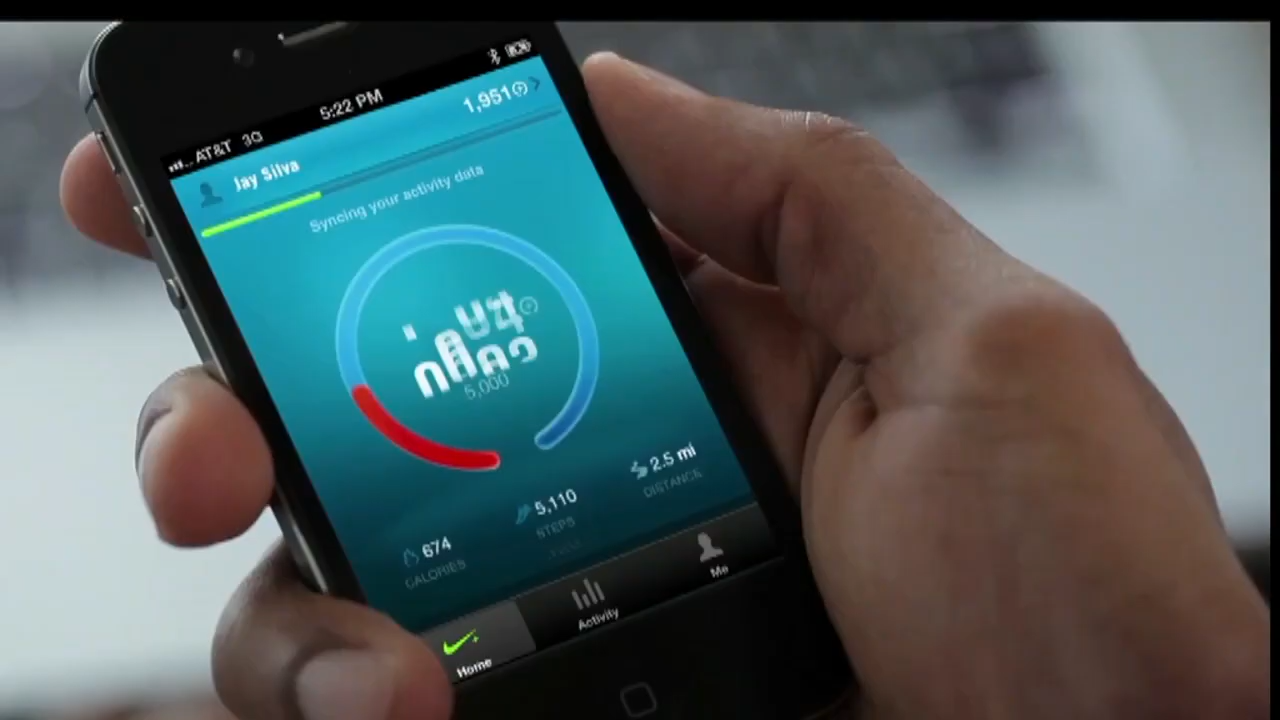 AT&T 3G 5:22 PM
Jay Silva 1,951
Syncing your activity data
5,000
674 5,110 2.5 mi
CALORIES STEPS DISTANCE
Home Activity Me